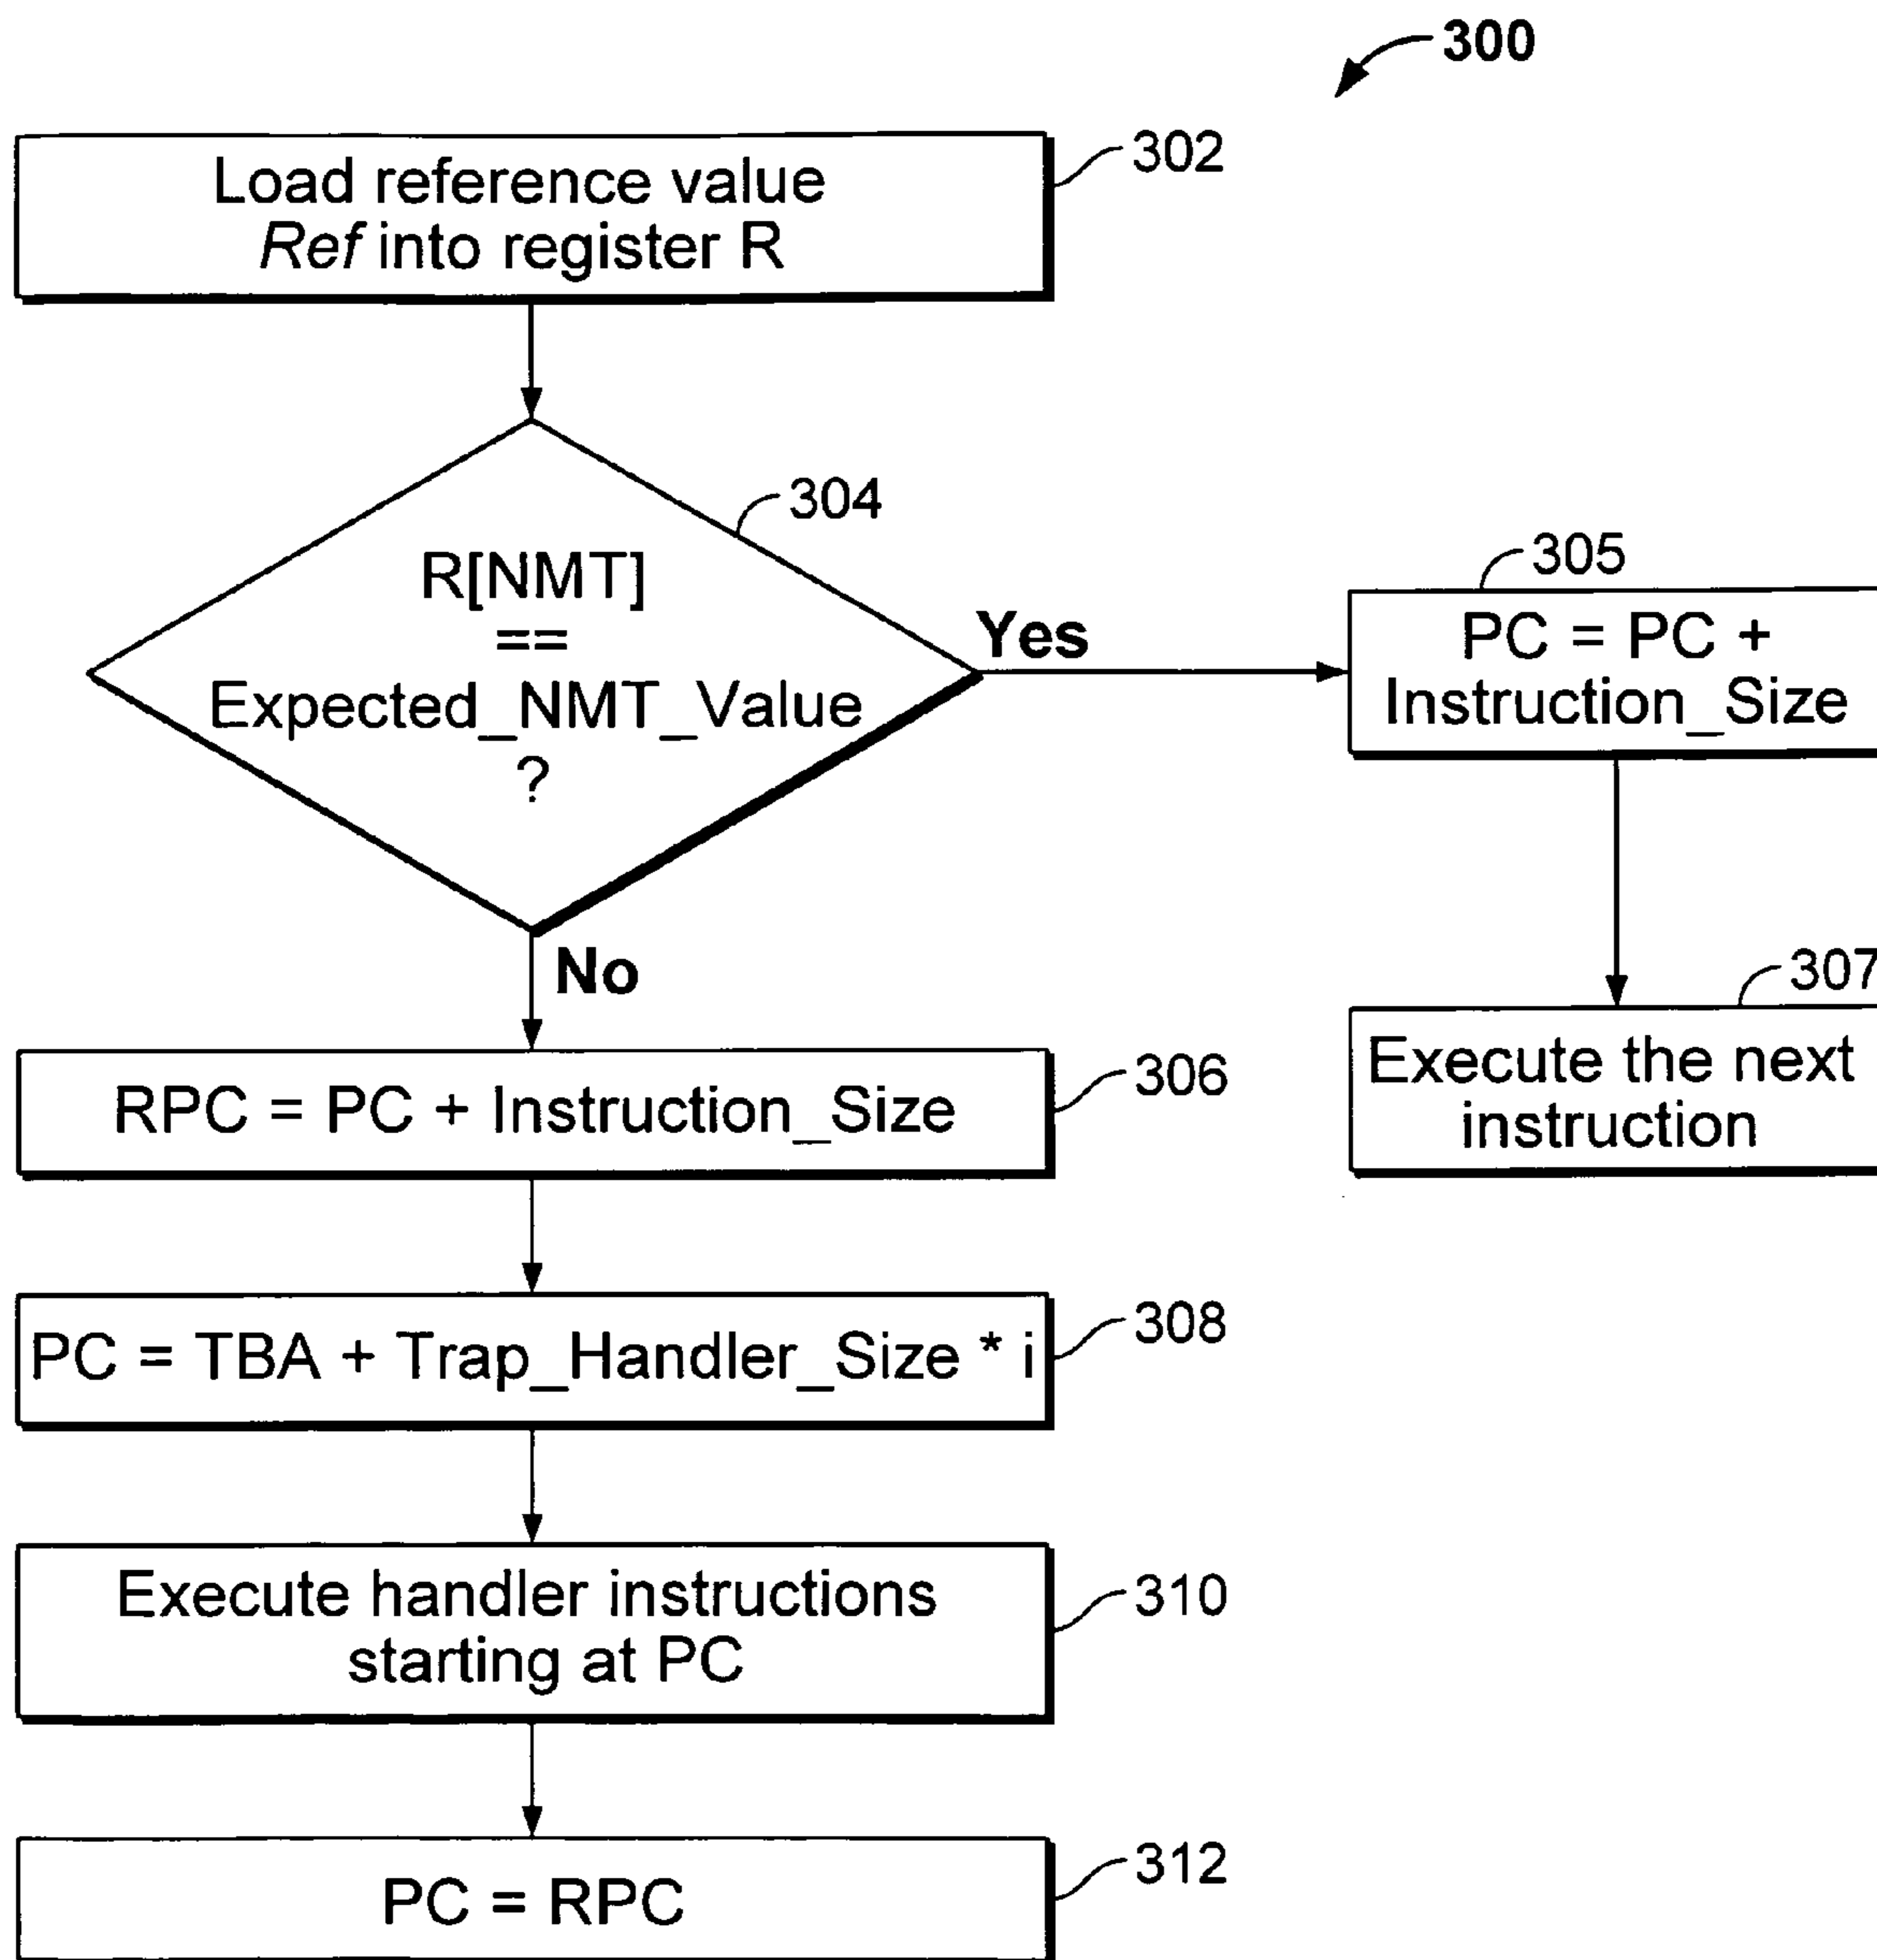 300
302
Load reference value
Ref into register R
304
R[NMT]
==
Expected_NMT_Value
?
Yes
305
PC = PC +
Instruction_Size
307
Execute the next
instruction
No
306
RPC = PC + Instruction_Size
308
PC = TBA + Trap_Handler_Size * i
310
Execute handler instructions
starting at PC
312
PC = RPC